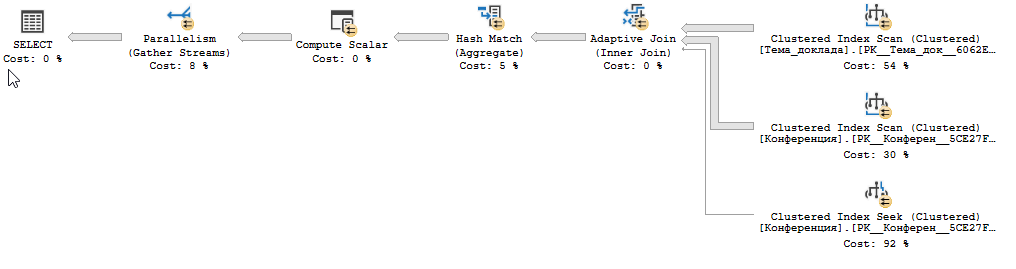 SELECT
Cost: 0 %
Parallelism
(Gather Streams)
Cost: 8 %
Compute Scalar
Cost: 0 %
Hash Match
(Aggregate)
Cost: 5 %
Adaptive Join
(Inner Join)
Cost: 0 %
Clustered Index Scan (Clustered)
[Тема_доклада].[PK__Тема_док__6062E…
Cost: 54 %
Clustered Index Scan (Clustered)
[Конференция].[PK__Конферен__5CE27F…
Cost: 30 %
Clustered Index Seek (Clustered)
[Конференция].[PK__Конферен__5CE27F…
Cost: 92 %